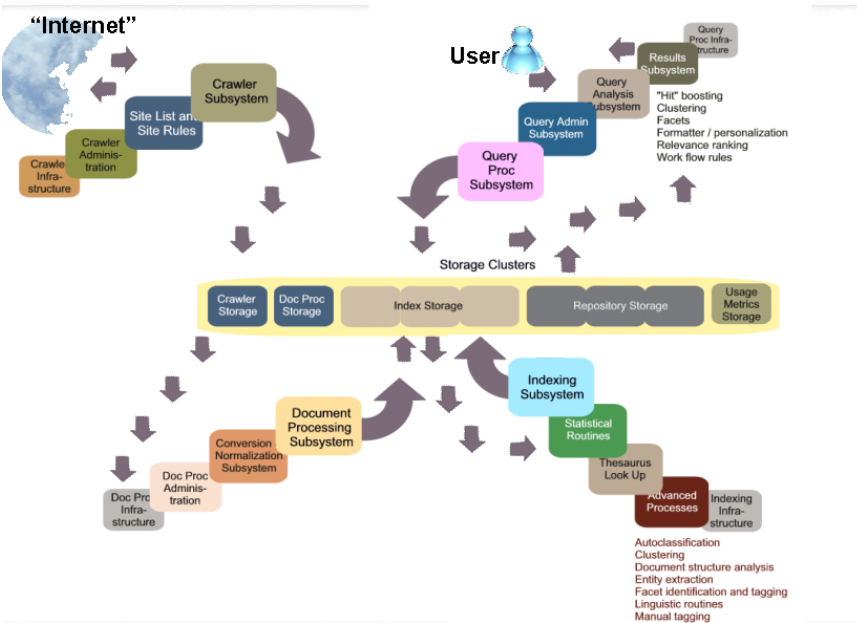 “Internet”
Crawler
Subsystem
Site List an
Site Rules
Crawler
Adminis-
tration
Crawle
Infra-
structure
User
Query
Proc Infra-
structure
Results
Subsystem
Query
Analysis
Subsystem
Query Admin
Subsystem
Query
Proc
Subsystem
"Hit" boosting
Clustering
Facets
Formatter / personalization
Relevance ranking
Work flow rules
Storage Clusters
Crawler
Storage
Doc Proc
Storage
Index Storage
Repository Storage
Usage
Metrics
Storage
Document
Processing
Subsystem
Conversion
Normalization
Subsystem
Doc Proc
Adminis-
tration
Doc Pro
Infra-
structure
Indexing
Subsystem
Statistical
Routines
Thesaurus
Look Up
Advanced
Processes
Indexing
Infra-
structure
Autoclassification
Clustering
Document structure analysis
Entity extraction
Facet identification and tagging
Linguistic routines
Manual tagging